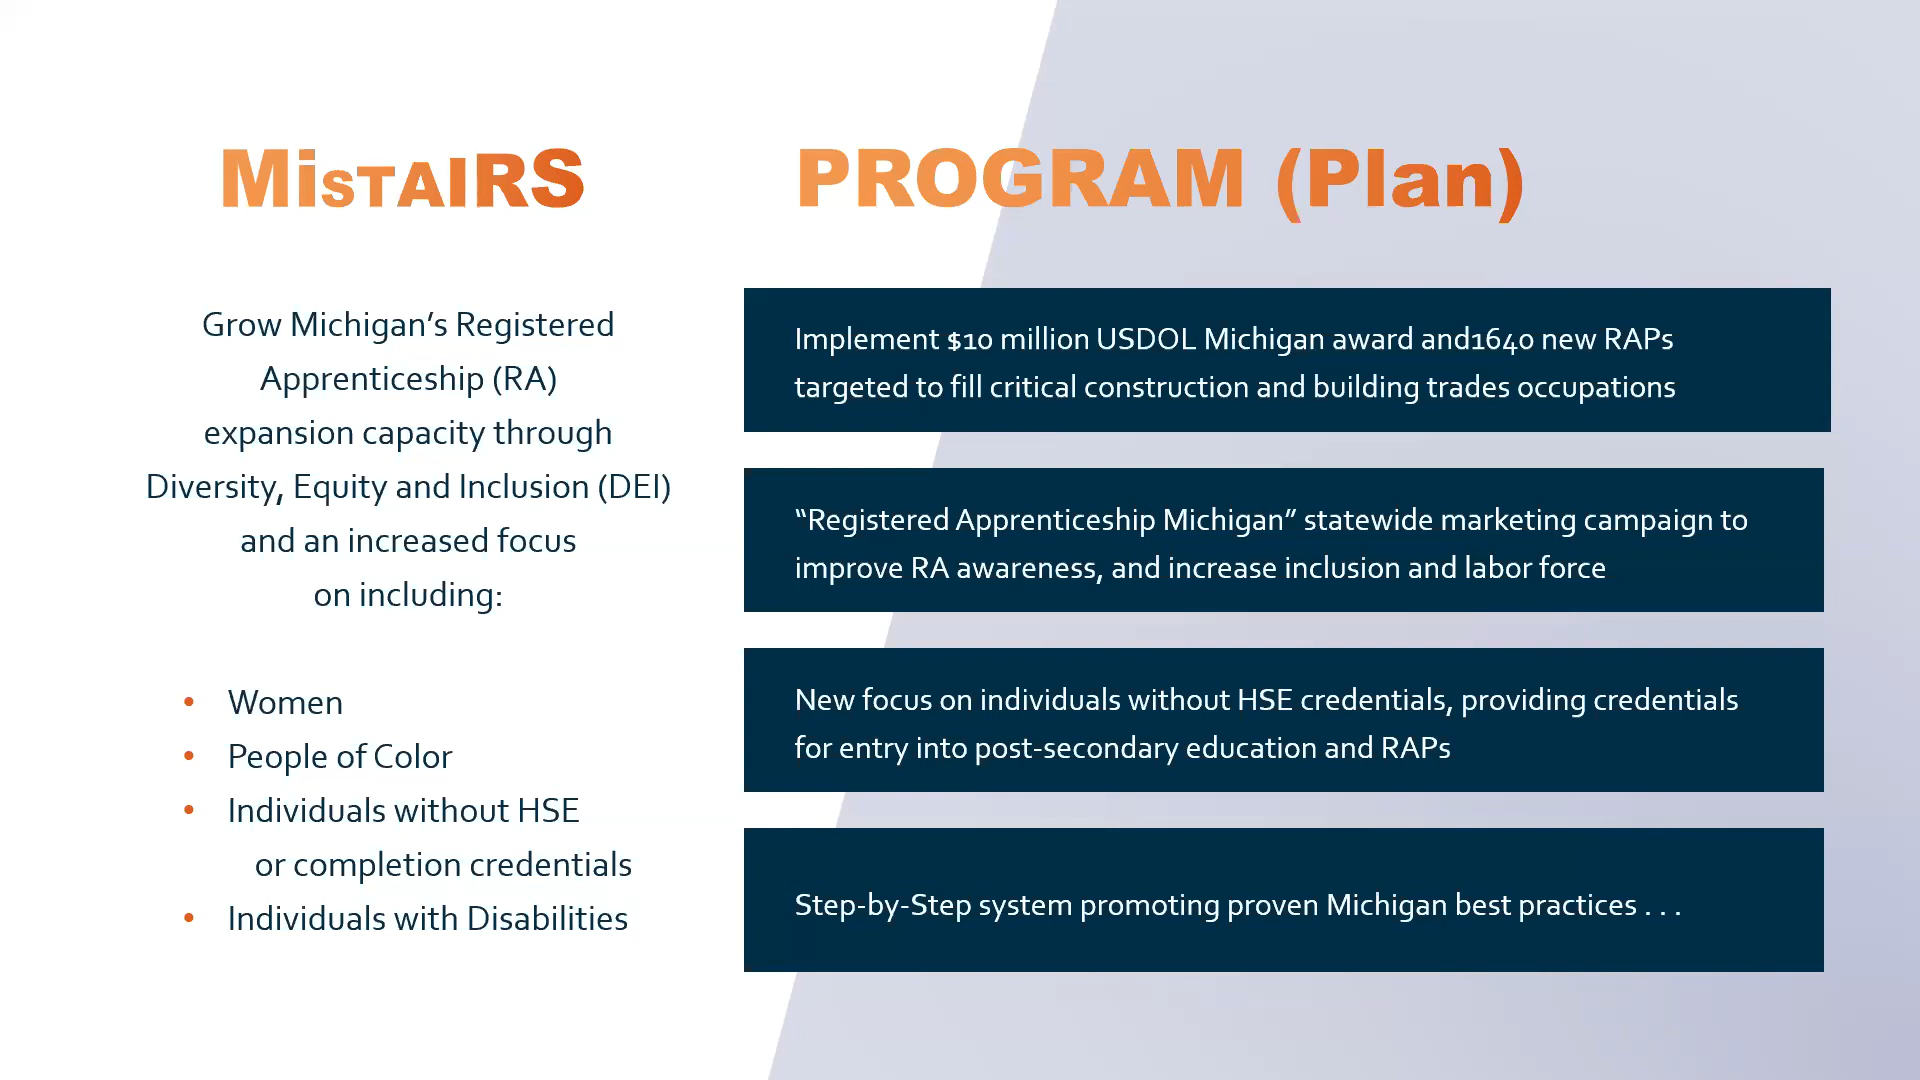 MisTAIRS
Grow Michigan’s Registered
Apprenticeship (RA)
expansion capacity through
Diversity, Equity and Inclusion (DEI)
and an increased focus
on including:
• Women
• People of Color
• Individuals without HSE
or completion credentials
• Individuals with Disabilities
PROGRAM (Plan)
Implement $10 million USDOL Michigan award and1640 new RAPs
targeted to fill critical construction and building trades occupations
“Registered Apprenticeship Michigan” statewide marketing campaign to
improve RA awareness, and increase inclusion and labor force
New focus on individuals without HSE credentials, providing credentials
for entry into post-secondary education and RAPs
Step-by-Step system promoting proven Michigan best practices . . .